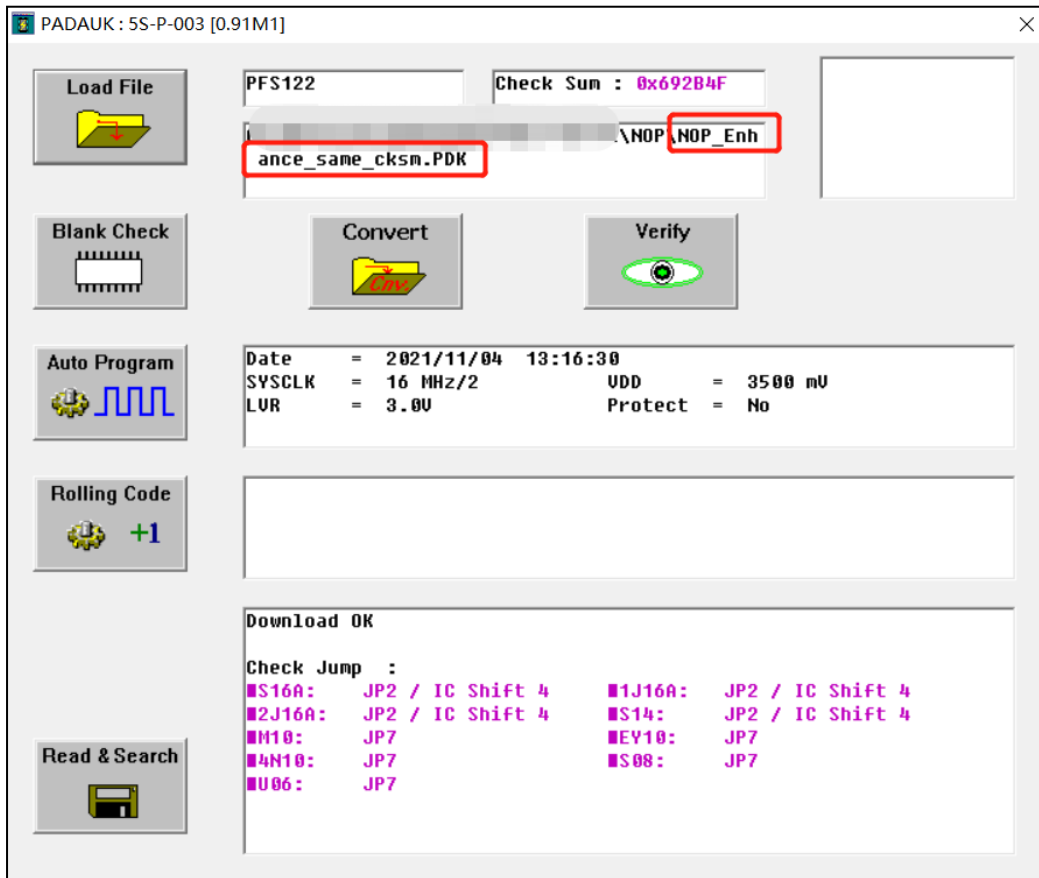 PADAUK : 5S-P-003 [0.91M1]
Load File
PFS122
Check Sum : 0x692B4F
\NOP\NOP_Enh
ance_same_cksm.PDK
Blank Check
Convert
Cnv.
Verify
Auto Program
Date = 2021/11/04 13:16:30
SYSCLK = 16 MHz/2 VDD = 3500 mV
LVR = 3.0V Protect = No
Rolling Code
+1
Download OK
Check Jump :
■S16A: JP2 / IC Shift 4 ■1J16A: JP2 / IC Shift 4
■2J16A: JP2 / IC Shift 4 ■S14: JP2 / IC Shift 4
■M10: JP7 ■EY10: JP7
■4N10: JP7 ■S08: JP7
■U06: JP7
Read & Search